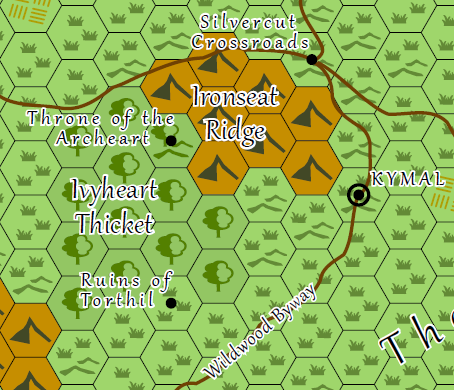 Silvercut
Crossroads
Ironseat
Ridge
Throne of the
Archeart
KYMAL
Ivyheart
Thicket
Ruins of
Torthil
Wildwood Byway
Th